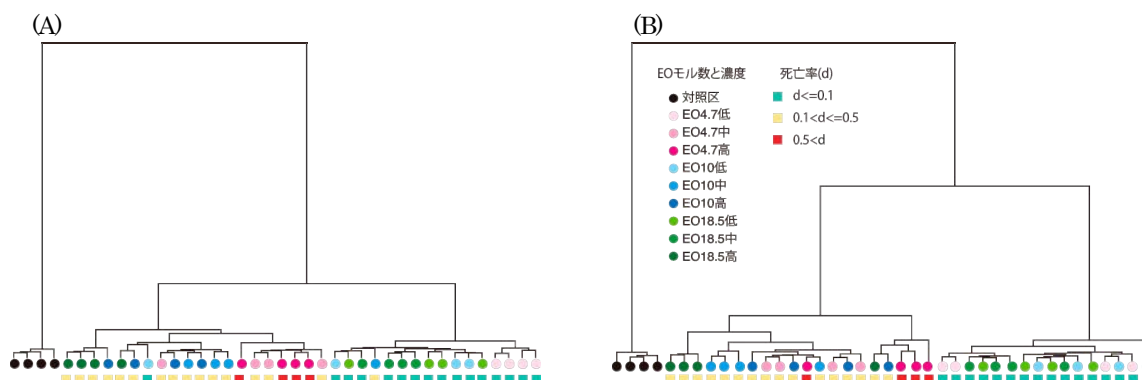 (A)
(B)
EOモル数と濃度
対照区
EO4.7低
EO4.7中
EO4.7高
EO10低
EO10中
EO10高
EO18.5低
EO18.5中
EO18.5高
死亡率(d)
d<=0.1
0.1<d<=0.5
0.5<d